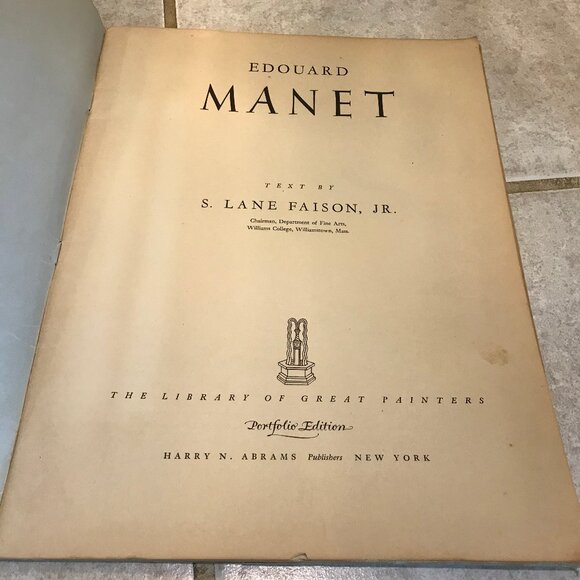 EDOUARD
MANET
TEXT BY
S. LANE FAISON, JR.
Chairman, Department of Fine Arts,
Williams College, Williamstown, Mass.
THE LIBRARY OF GREAT PAINTERS
Portfolio Edition
HARRY N. ABRAMS Publishers NEW YORK